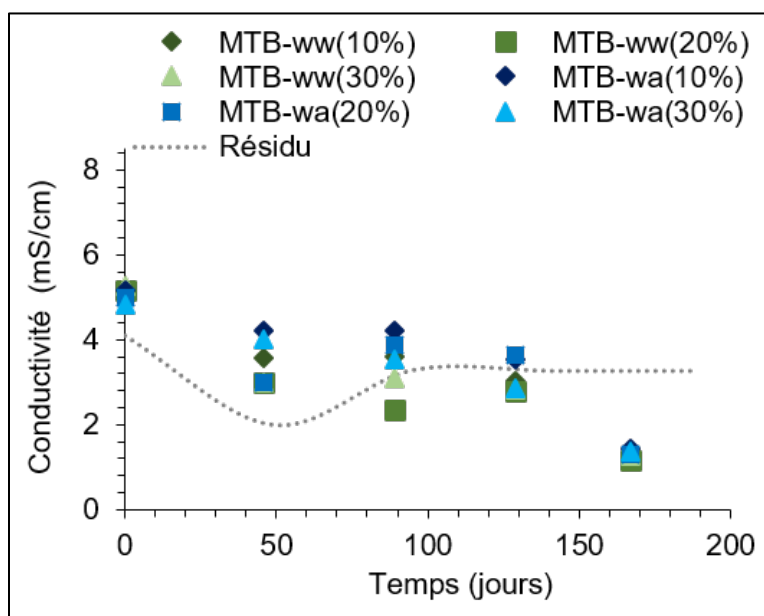 MTB-ww(10%) MTB-ww(20%)
MTB-ww(30%) MTB-wa(10%)
MTB-wa(20%) MTB-wa(30%)
Résidu
Conductivité (mS/cm)
8
6
4
2
0
0 50 100 150 200
Temps (jours)